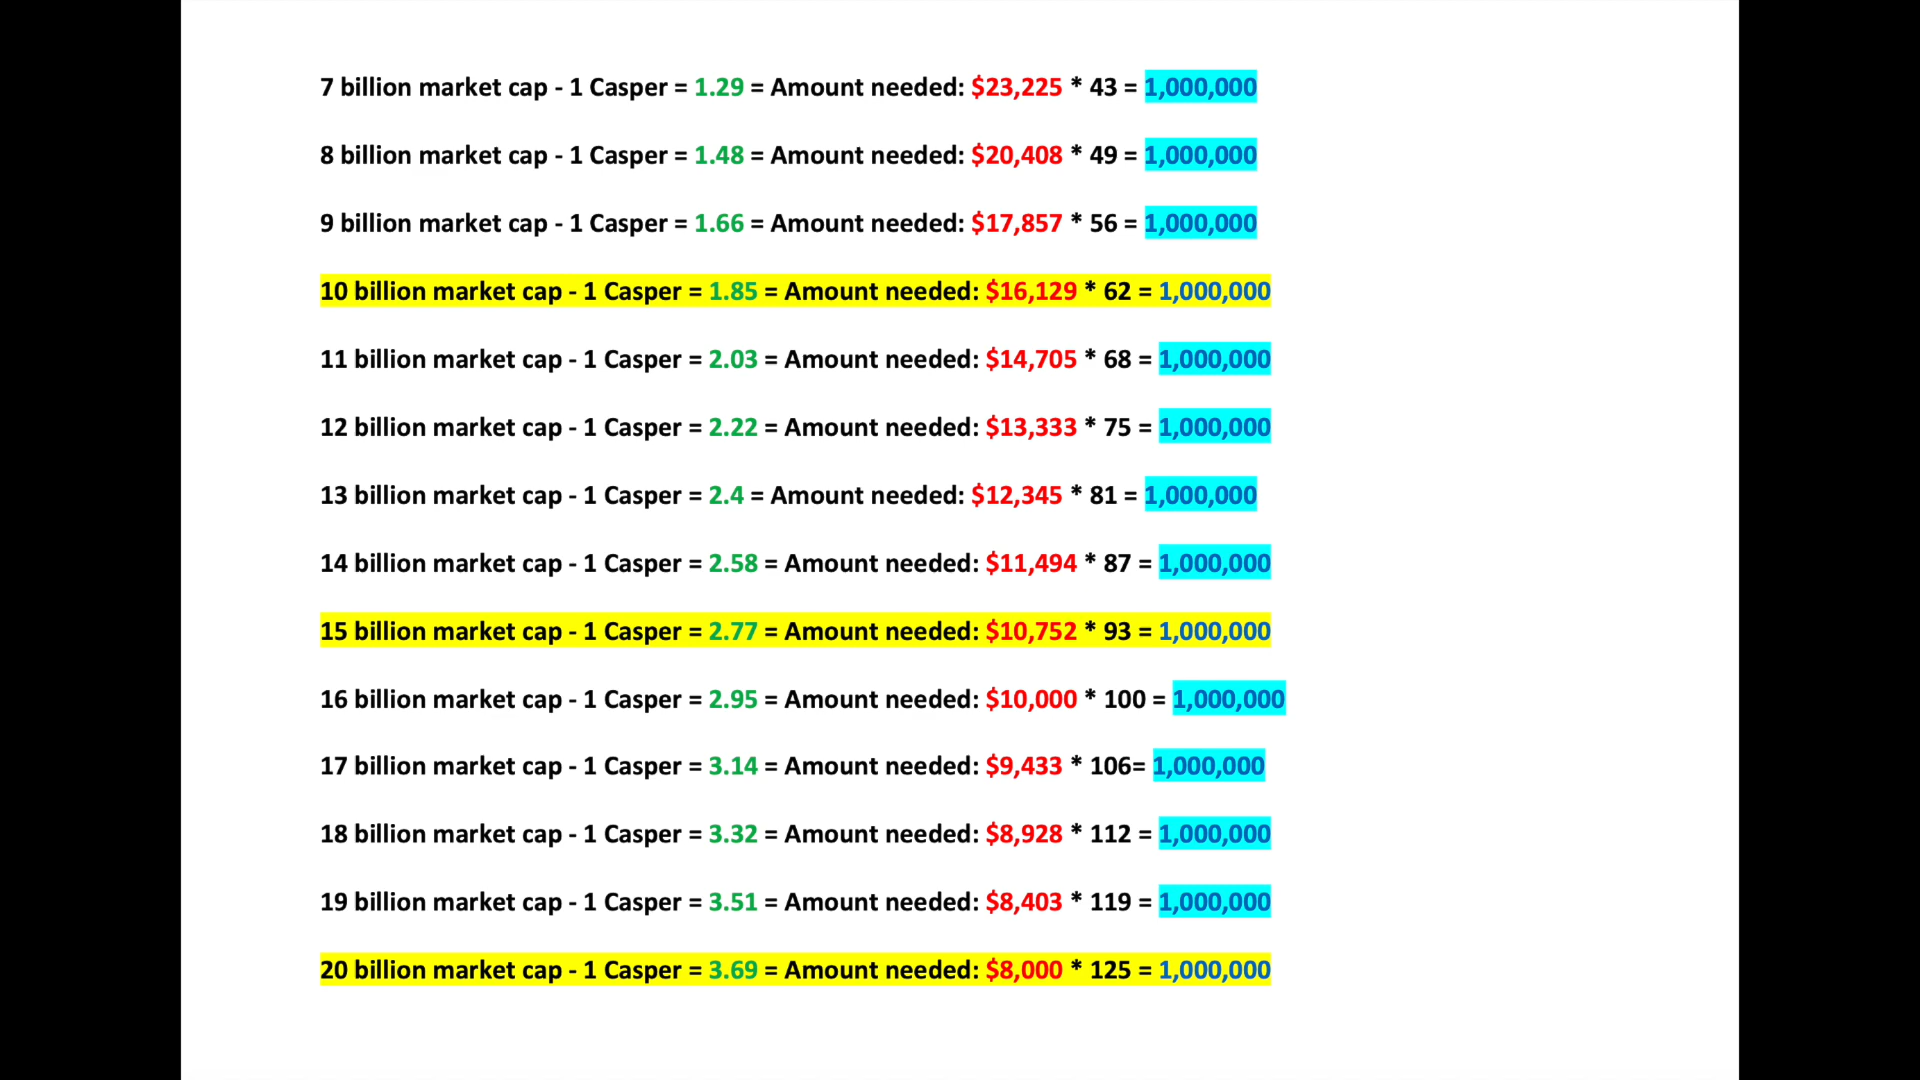 7 billion market cap - 1 Casper = 1.29 = Amount needed: $23,225 * 43 = 1,000,000
8 billion market cap - 1 Casper = 1.48 = Amount needed: $20,408 * 49 = 1,000,000
9 billion market cap - 1 Casper = 1.66 = Amount needed: $17,857 * 56 = 1,000,000
10 billion market cap - 1 Casper = 1.85 = Amount needed: $16,129 * 62 = 1,000,000
11 billion market cap - 1 Casper = 2.03 = Amount needed: $14,705 * 68 = 1,000,000
12 billion market cap - 1 Casper = 2.22 = Amount needed: $13,333 * 75 = 1,000,000
13 billion market cap - 1 Casper = 2.4 = Amount needed: $12,345 * 81 = 1,000,000
14 billion market cap - 1 Casper = 2.58 = Amount needed: $11,494 * 87 = 1,000,000
15 billion market cap - 1 Casper = 2.77 = Amount needed: $10,752 * 93 = 1,000,000
16 billion market cap - 1 Casper = 2.95 = Amount needed: $10,000 * 100 = 1,000,000
17 billion market cap - 1 Casper = 3.14 = Amount needed: $9,433 * 106= 1,000,000
18 billion market cap - 1 Casper = 3.32 = Amount needed: $8,928 * 112 = 1,000,000
19 billion market cap - 1 Casper = 3.51 = Amount needed: $8,403 * 119 = 1,000,000
20 billion market cap - 1 Casper = 3.69 = Amount needed: $8,000 * 125 = 1,000,000